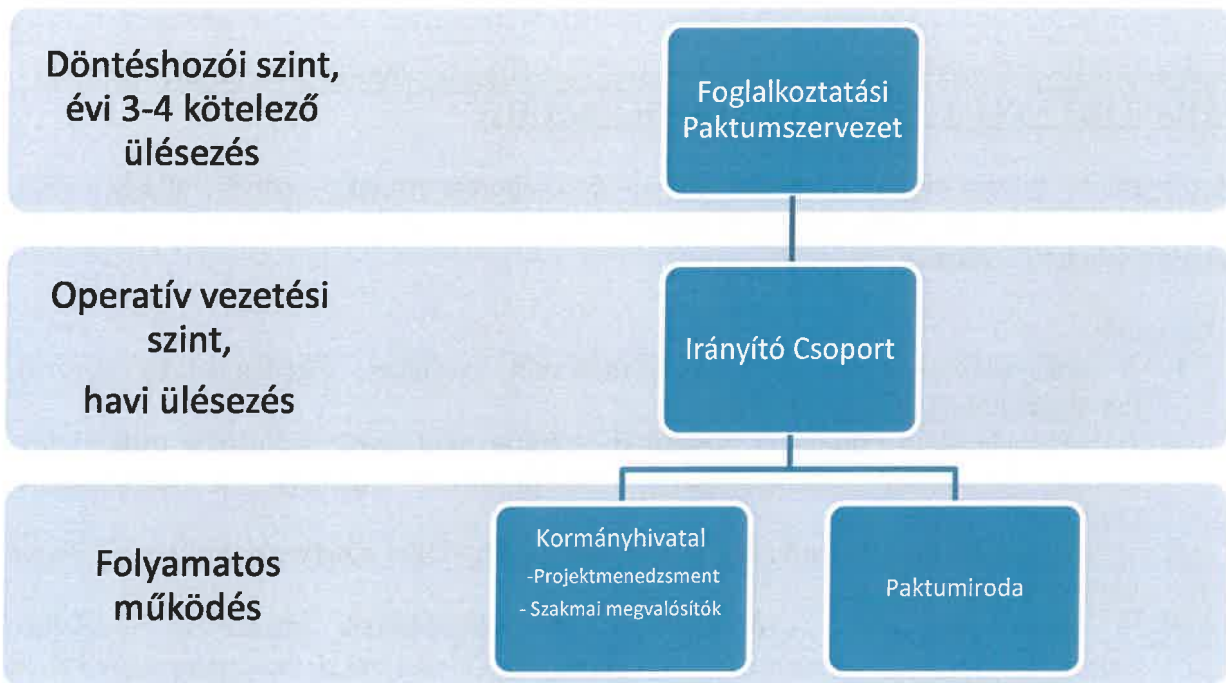 Döntéshozói szint,
évi 3-4 kötelező
ülésezés
Foglalkoztatási
Paktumszervezet
Operatív vezetési
szint,
havi ülésezés
Irányító Csoport
Folyamatos
működés
Kormányhivatal
-Projektmenedzsment
- Szakmai megvalósítók
Paktumiroda